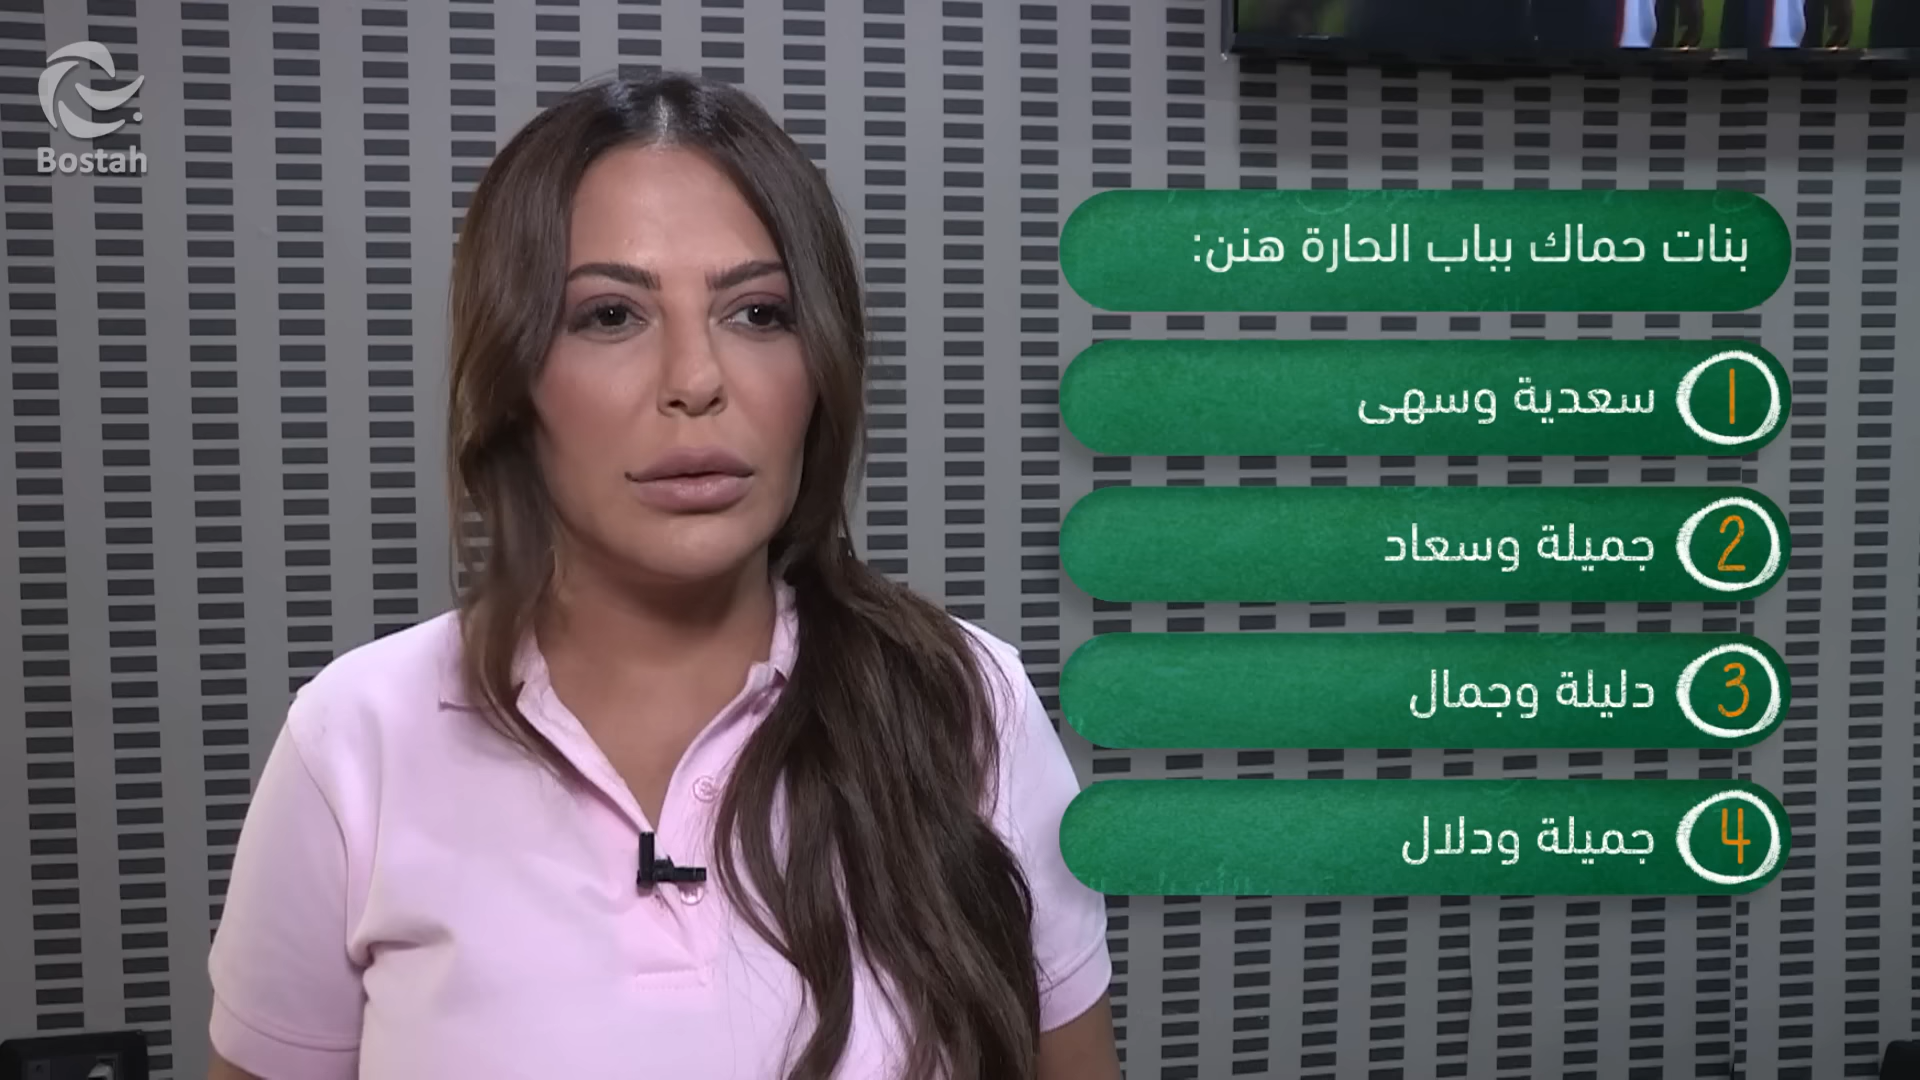 Bostah
بنات حماك بباب الحارة هنن:
1 سعدية وسهى
2 جميلة وسعاد
3 دليلة وجمال
4 جميلة ودلال